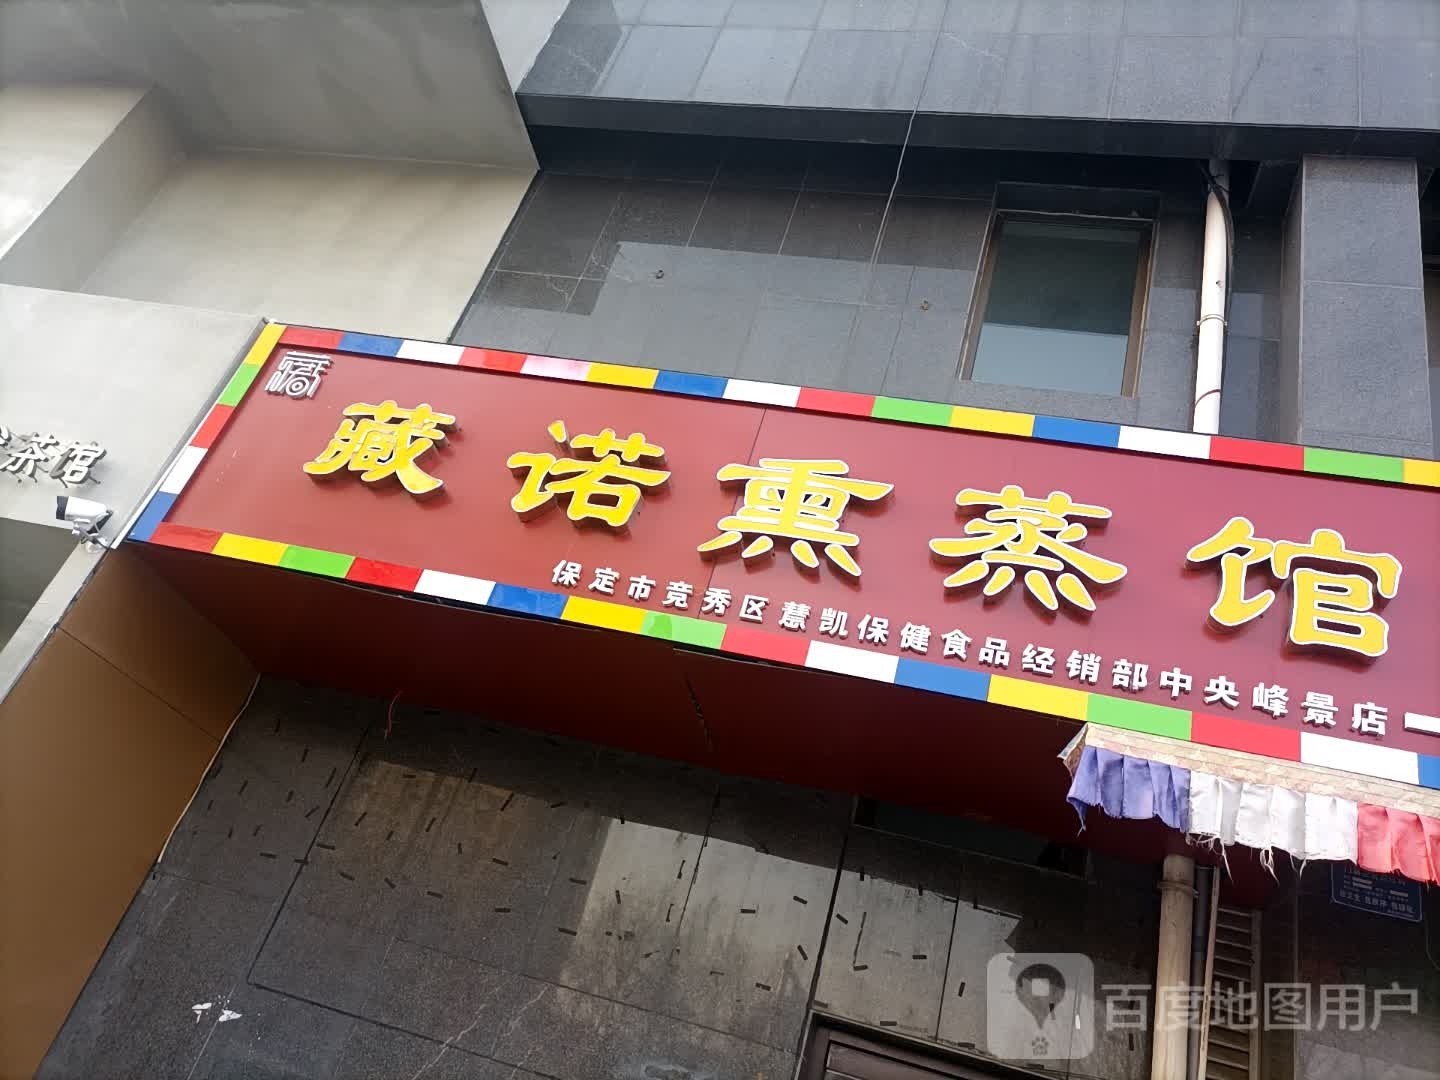 藏诺熏蒸馆
保定市竞秀区慧凯保健食品经销部中央峰景店
茶馆
百度地图用户